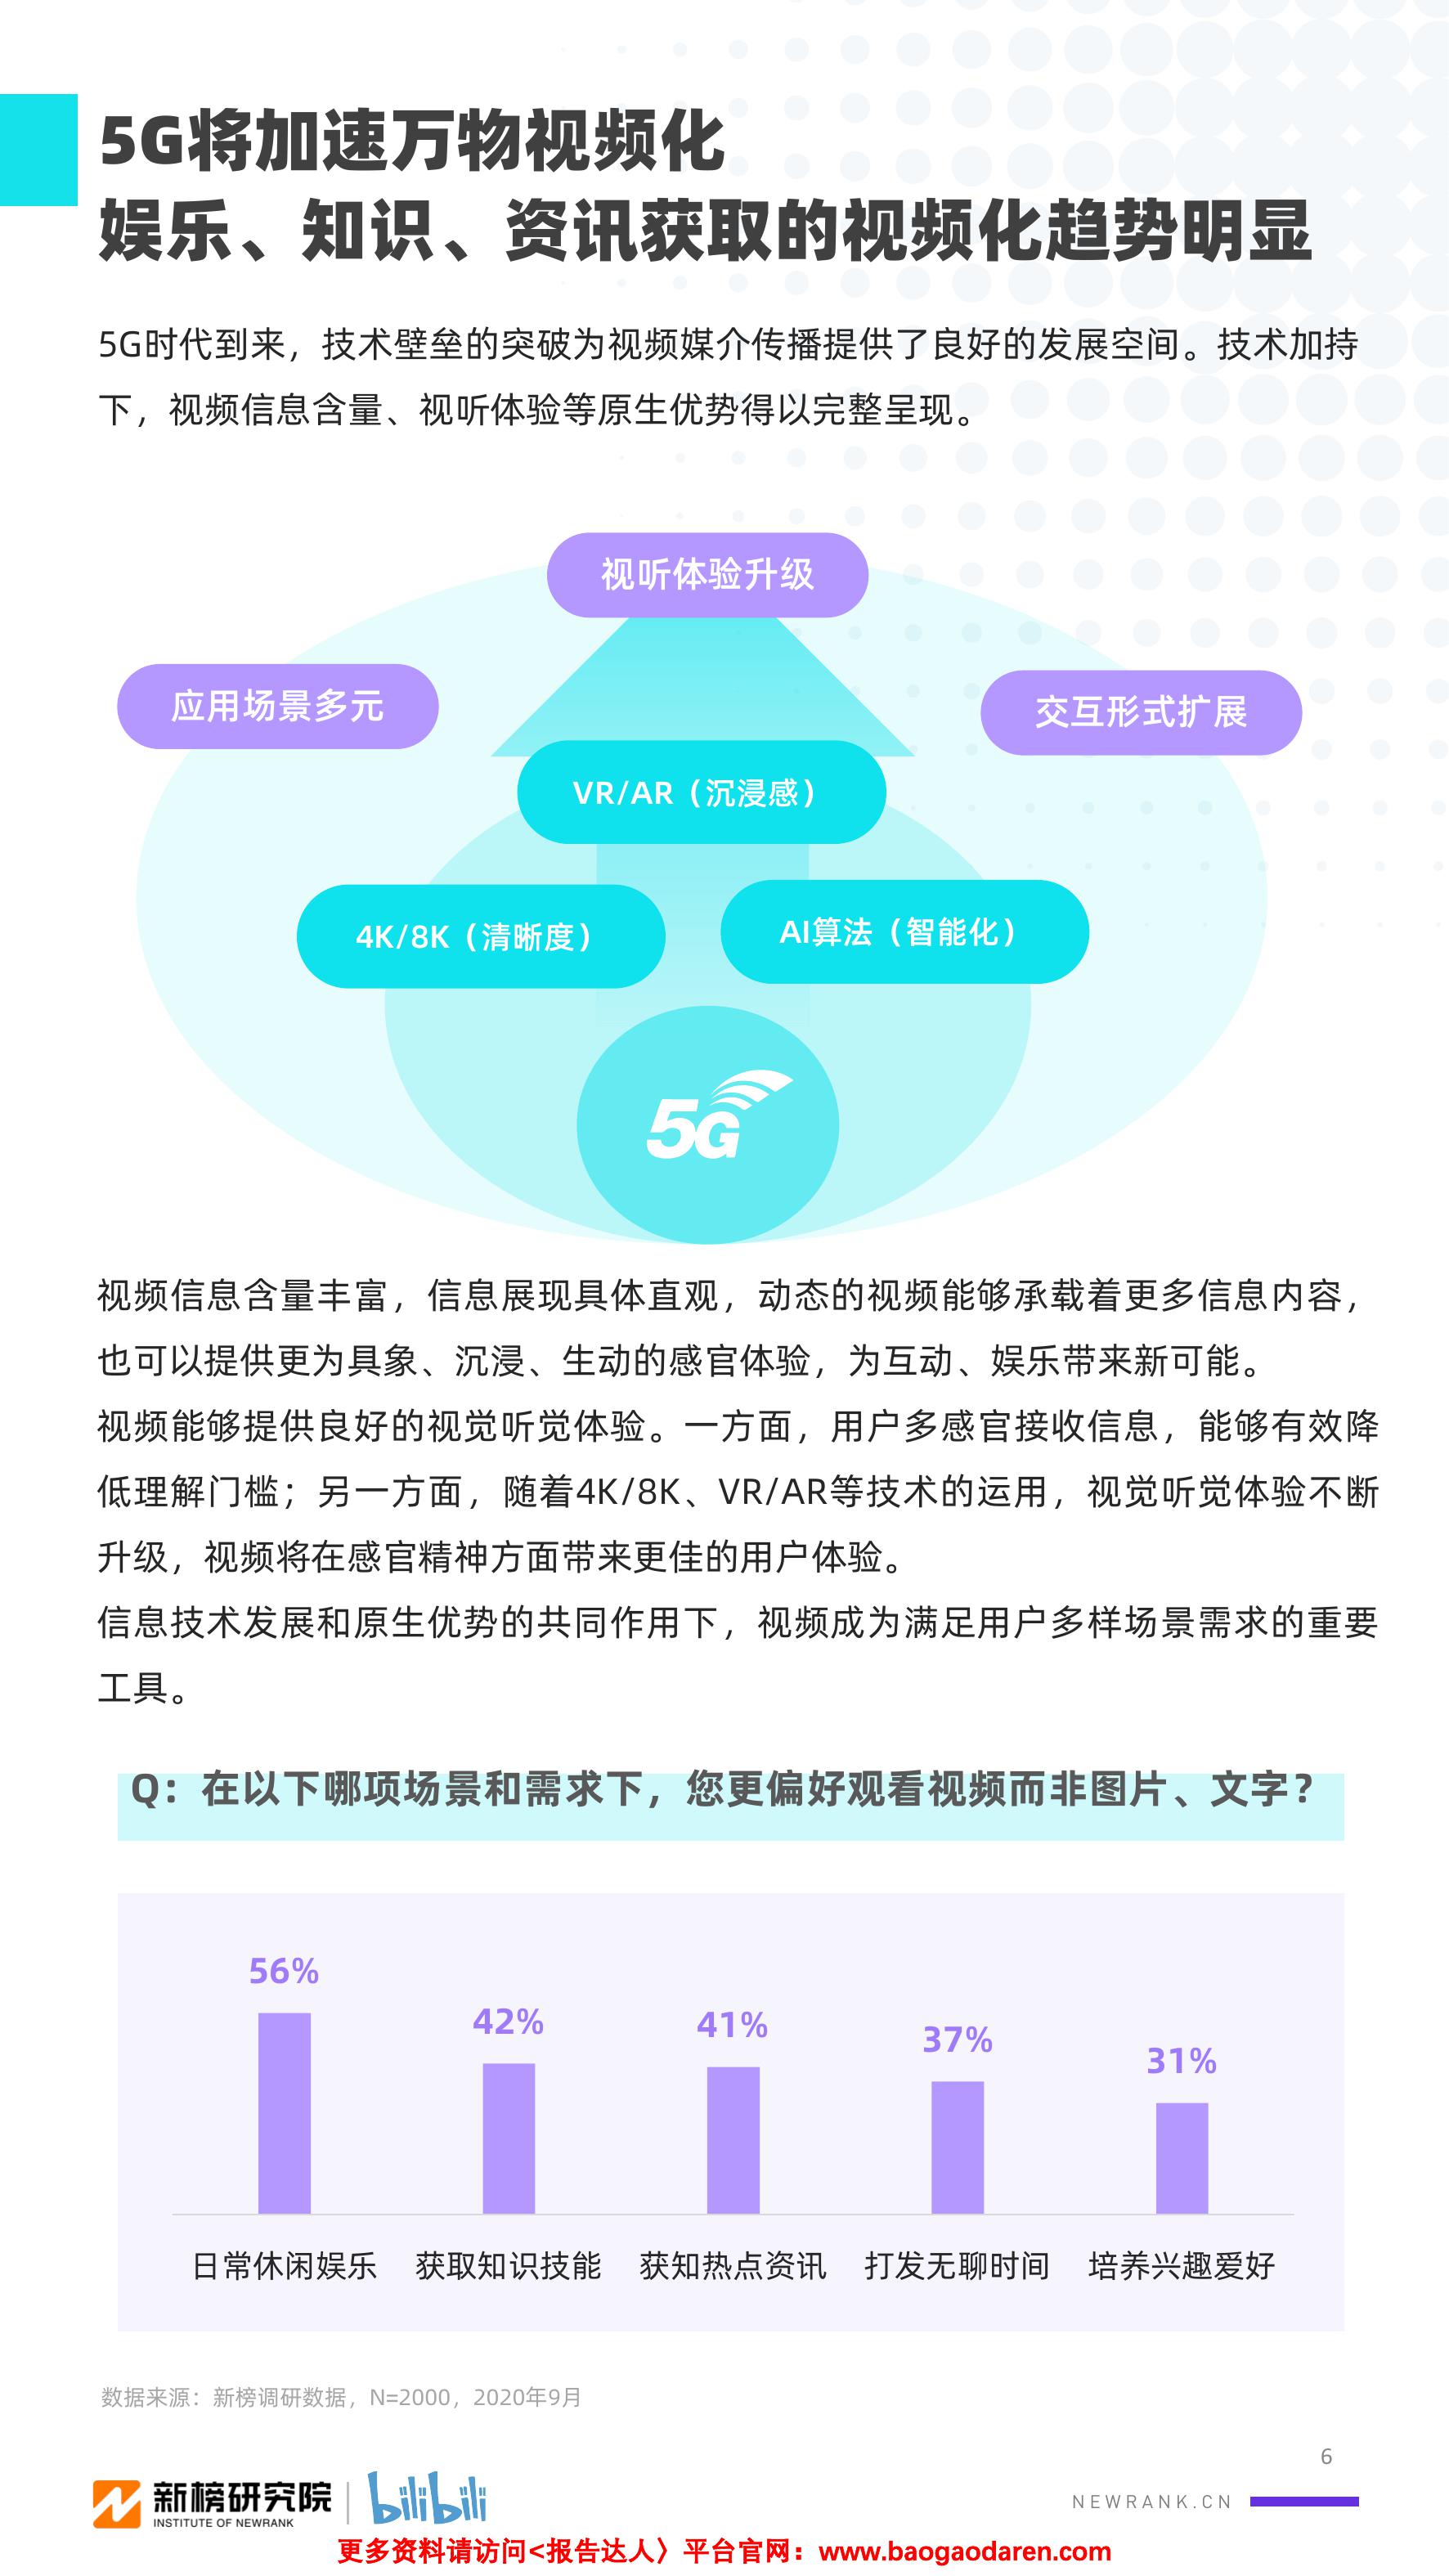 5G将加速万物视频化
娱乐、知识、资讯获取的视频化趋势明显
5G时代到来，技术壁垒的突破为视频媒介传播提供了良好的发展空间。技术加持
下，视频信息含量、视听体验等原生优势得以完整呈现。
视听体验升级
应用场景多元
交互形式扩展
VR/AR（沉浸感）
4K/8K（清晰度）
AI算法（智能化）
5G
视频信息含量丰富，信息展现具体直观，动态的视频能够承载着更多信息内容，
也可以提供更为具象、沉浸、生动的感官体验，为互动、娱乐带来新可能。
视频能够提供良好的视觉听觉体验。一方面，用户多感官接收信息，能够有效降
低理解门槛；另一方面，随着4K/8K、VR/AR等技术的运用，视觉听觉体验不断
升级，视频将在感官精神方面带来更佳的用户体验。
信息技术发展和原生优势的共同作用下，视频成为满足用户多样场景需求的重要
工具。
Q：在以下哪项场景和需求下，您更偏好观看视频而非图片、文字？
56%
42%
41%
37%
31%
日常休闲娱乐
获取知识技能
获知热点资讯
打发无聊时间
培养兴趣爱好
数据来源：新榜调研数据，N=2000，2020年9月
6
新榜研究院
INSTITUTE OF NEWRANK
bilibili
NEWRANK.CN
更多资料请访问<报告达人〉平台官网：www.baogaodaren.com